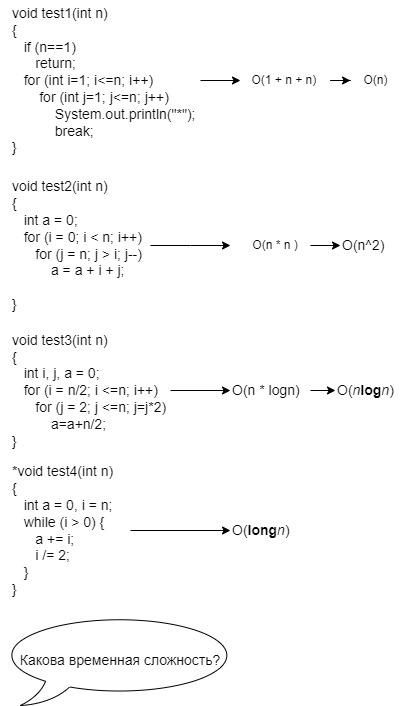 void test1(int n)
{
if (n==1)
return;
for (int i=1; i<=n; i++)
O(1 + n + n)
O(n)
for (int j=1; j<=n; j++)
System.out.println("*");
break;
}
void test2(int n)
{
int a = 0;
for (i = 0; i < n; i++)
O(n * n )
O(n^2)
for (j = n; j > i; j--)
a = a + i + j;
}
void test3(int n)
{
int i, j, a = 0;
for (i = n/2; i <=n; i++)
O(n * logn)
O(nlogn)
for (j = 2; j <=n; j=j*2)
a=a+n/2;
}
*void test4(int n)
{
int a = 0, i = n;
while (i > 0) {
O(longn)
a += i;
i /= 2;
}
}
Какова временная сложность?